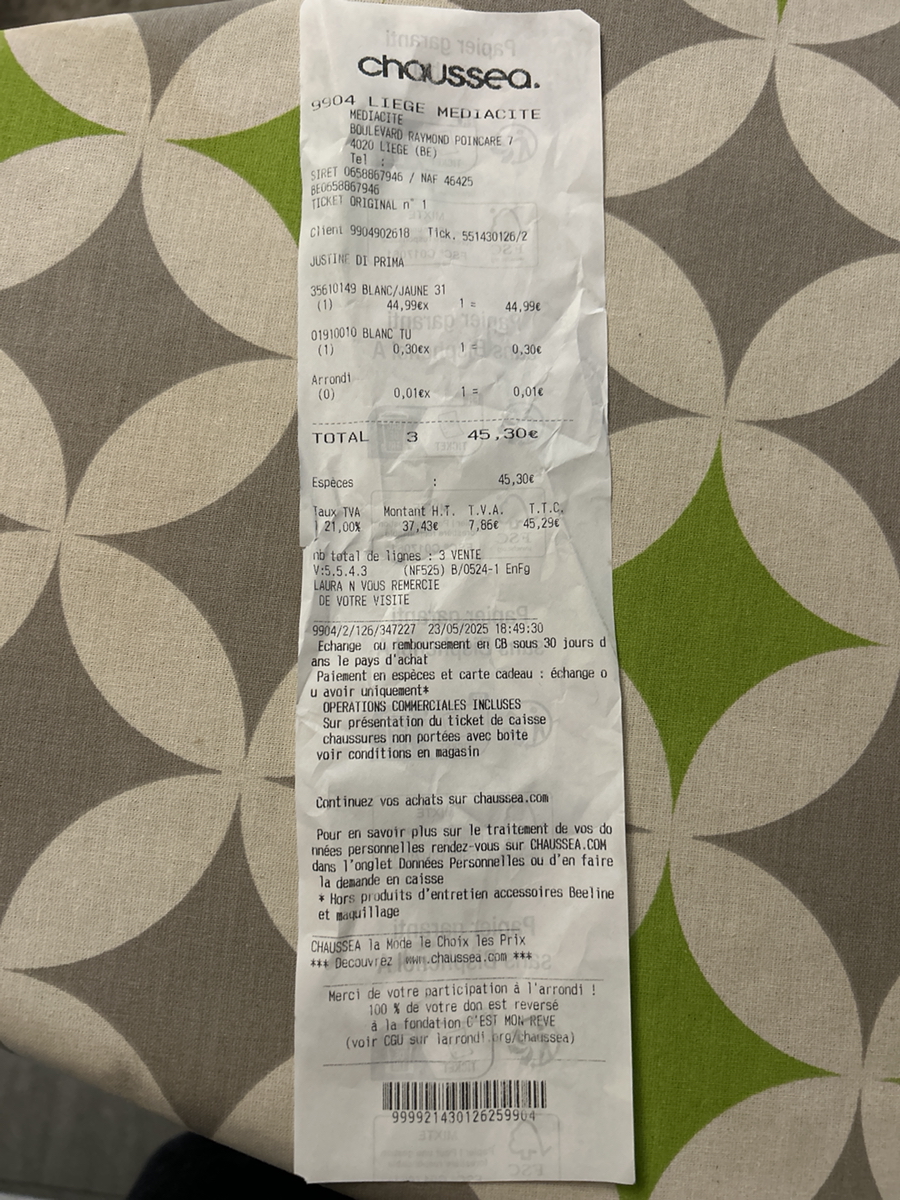 chaussea.
9904 LIEGE MEDIACITE
MEDIACITE
BOULEVARD RAYMOND POINCARE 7
4020 LIEGE (BE)
Tel :
SIRET 0658867946 / NAF 46425
BE0658867946
TICKET ORIGINAL n° 1
Client 9904902618 Tick. 551430126/2
JUSTINE DI PRIMA
35610149 BLANC/JAUNE 31
(1) 44,99€x 1 = 44,99€
01910010 BLANC TU
(1) 0,30€x 1 = 0,30€
Arrondi
(0) 0,01€x 1 = 0,01€
TOTAL 3 45,30€
Espèces : 45,30€
Taux TVA Montant H.T. T.V.A. T.T.C.
21,00% 37,43€ 7,86€ 45,29€
nb total de lignes : 3 VENTE
V:5.5.4.3 (NF525) B/0524-1 EnFg
LAURA N VOUS REMERCIE
DE VOTRE VISITE
9904/2/126/347227 23/05/2025 18:49:30
Echange ou remboursement en CB sous 30 jours d
ans le pays d'achat
Paiement en espèces et carte cadeau : échange o
u avoir uniquement*
OPERATIONS COMMERCIALES INCLUSES
Sur présentation du ticket de caisse
chaussures non portées avec boite
voir conditions en magasin
Continuez vos achats sur chaussea.com
Pour en savoir plus sur le traitement de vos do
nnées personnelles rendez-vous sur CHAUSSEA.COM
dans l'onglet Données Personnelles ou d'en faire
la demande en caisse
* Hors produits d'entretien accessoires Beeline
et maquillage
CHAUSSEA la Mode le Choix les Prix
*** Decouvrez www.chaussea.com ***
Merci de votre participation à l'arrondi !
100 % de votre don est reversé
à la fondation C'EST MON REVE
(voir CGU sur larrondi.org/chaussea)
999921430126259904